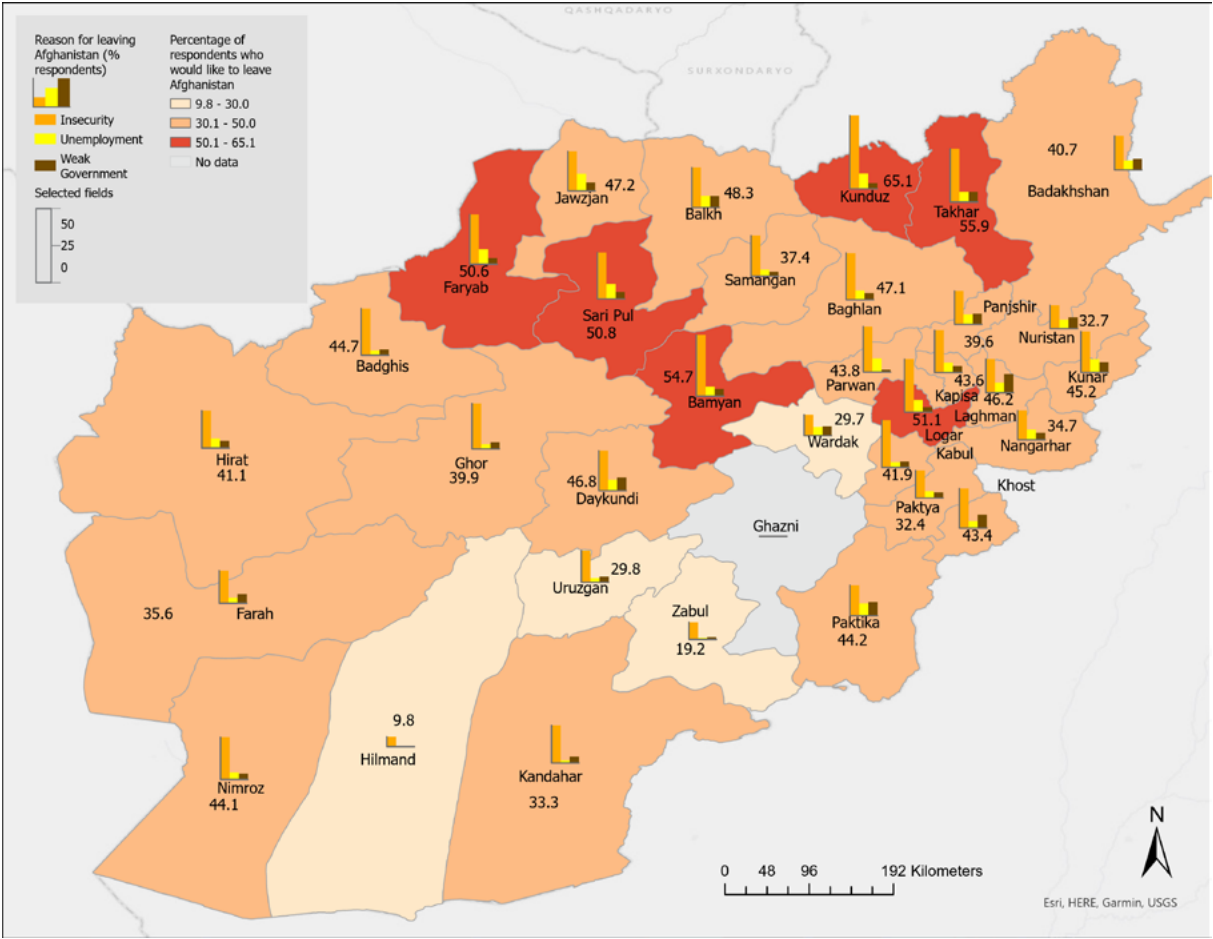 QASHQADARYO
SURXONDARYO
Reason for leaving
Afghanistan (%
respondents)
Insecurity
Unemployment
Weak
Government
Selected fields
50
25
0
Percentage of
respondents who
would like to leave
Afghanistan
9.8 - 30.0
30.1 - 50.0
50.1 - 65.1
No data
40.7
Badakhshan
47.2
Jawzjan
48.3
Balkh
65.1
Kunduz
Takhar
55.9
50.6
Faryab
Sari Pul
50.8
37.4
Samangan
47.1
Baghlan
Panjshir
39.6
32.7
Nuristan
44.7
Badghis
43.8
Parwan
43.6
Kapisa
46.2
Laghman
Kunar
45.2
54.7
Bamyan
29.7
Wardak
51.1
Logar
Kabul
34.7
Nangarhar
Hirat
41.1
Ghor
39.9
46.8
Daykundi
41.9
Khost
Paktya
32.4
43.4
Ghazni
29.8
Uruzgan
35.6
Farah
Zabul
19.2
Paktika
44.2
9.8
Hilmand
Nimroz
44.1
Kandahar
33.3
N
0 48 96 192 Kilometers
Esri, HERE, Garmin, USGS